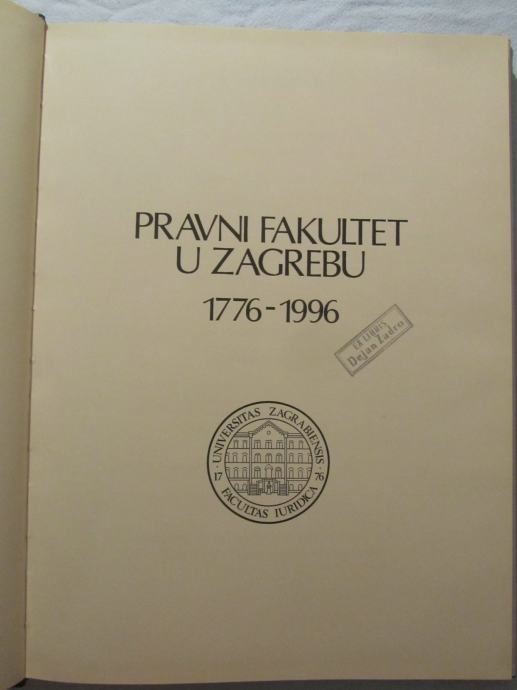 PRAVNI FAKULTET
U ZAGREBU
1776-1996
EX LIBRIS
Dejan Zadro
· UNIVERSITAS ZAGRABIENSIS ·
17 76
FACULTAS IURIDICA